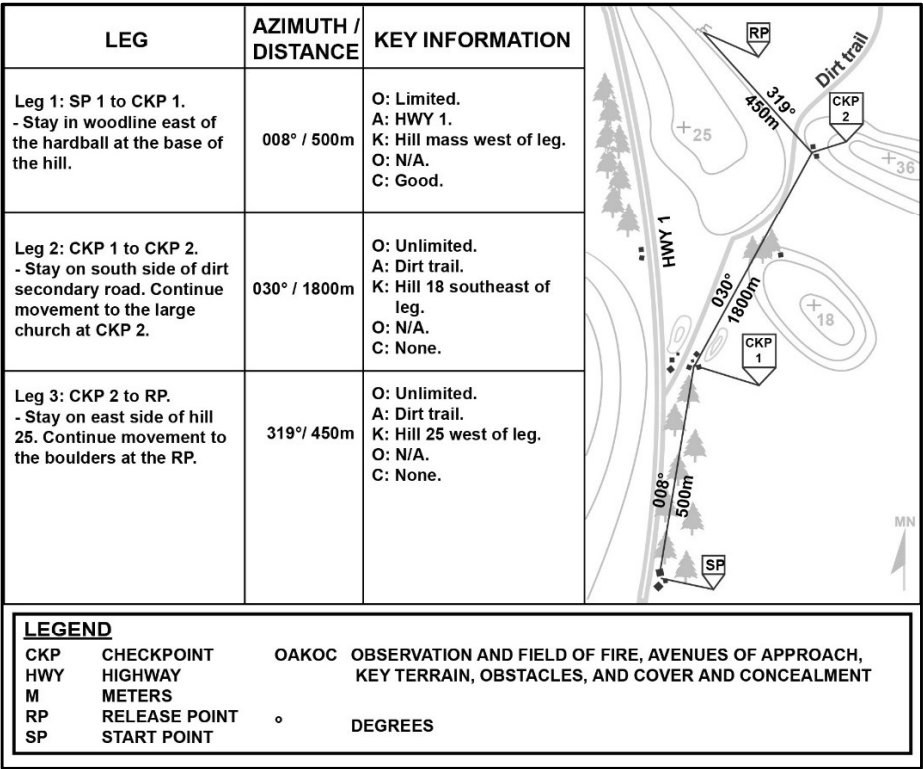 LEG
AZIMUTH /
DISTANCE
KEY INFORMATION
Leg 1: SP 1 to CKP 1.
- Stay in woodline east of
the hardball at the base of
the hill.
008° / 500m
O: Limited.
A: HWY 1.
K: Hill mass west of leg.
O: N/A.
C: Good.
Leg 2: CKP 1 to CKP 2.
- Stay on south side of dirt
secondary road. Continue
movement to the large
church at CKP 2.
030° / 1800m
O: Unlimited.
A: Dirt trail.
K: Hill 18 southeast of
leg.
O: N/A.
C: None.
Leg 3: CKP 2 to RP.
- Stay on east side of hill
25. Continue movement to
the boulders at the RP.
319°/ 450m
O: Unlimited.
A: Dirt trail.
K: Hill 25 west of leg.
O: N/A.
C: None.
RP
Dirt trail
319°
450m
CKP
2
25
36
HWY 1
030°
1800m
18
CKP
1
008°
500m
MN
SP
LEGEND
CKP CHECKPOINT
HWY HIGHWAY
M METERS
RP RELEASE POINT
SP START POINT
OAKOC OBSERVATION AND FIELD OF FIRE, AVENUES OF APPROACH,
KEY TERRAIN, OBSTACLES, AND COVER AND CONCEALMENT
° DEGREES